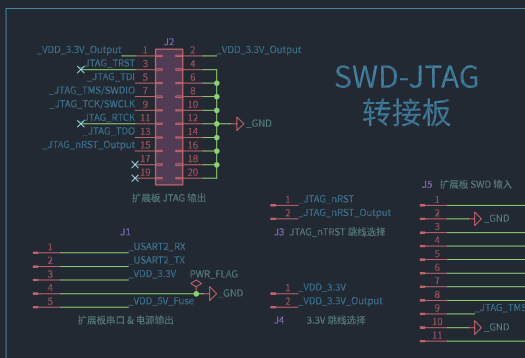 J2
_VDD_3.3V_Output 1 2 _VDD_3.3V_Output
_JTAG_TRST 3 4
_JTAG_TDI 5 6
_JTAG_TMS/SWDIO 7 8
_JTAG_TCK/SWCLK 9 10
_JTAG_RTCK 11 12 _GND
_JTAG_TDO 13 14
_JTAG_nRST_Output 15 16
17 18
19 20
扩展板 JTAG 输出
SWD-JTAG
转接板
J1
1 _USART2_RX
2 _USART2_TX
3 _VDD_3.3V
PWR_FLAG
4 _GND
5 _VDD_5V_Fuse
扩展板串口 & 电源输出
1 _JTAG_nRST
2 _JTAG_nRST_Output
J3 JTAG_nTRST 跳线选择
1 _VDD_3.3V
2 _VDD_3.3V_Output
J4 3.3V 跳线选择
J5 扩展板 SWD 输入
1
2 _GND
3
4
5
6
7
8
9 _JTAG_TMS
10 _GND
11